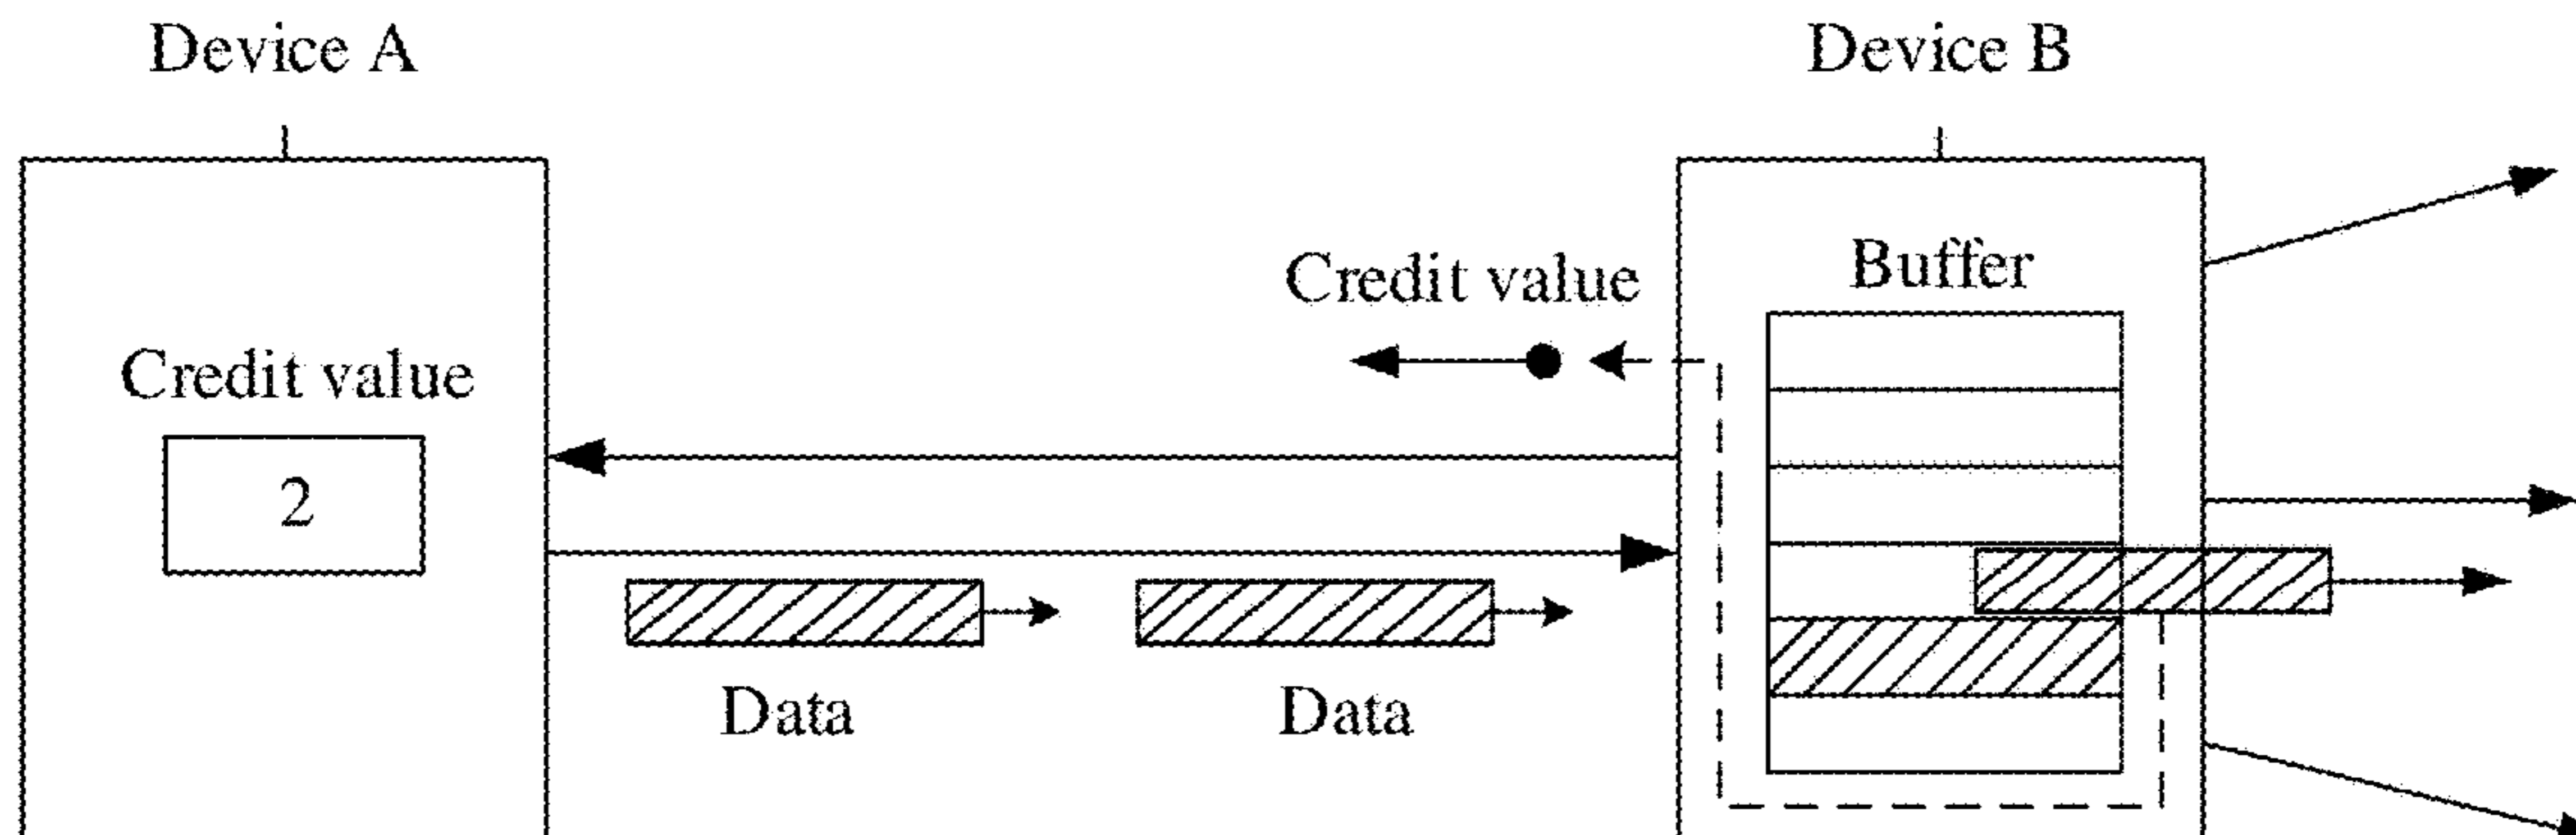 Device A
Device B
Credit value
Buffer
Credit value
2
Data
Data